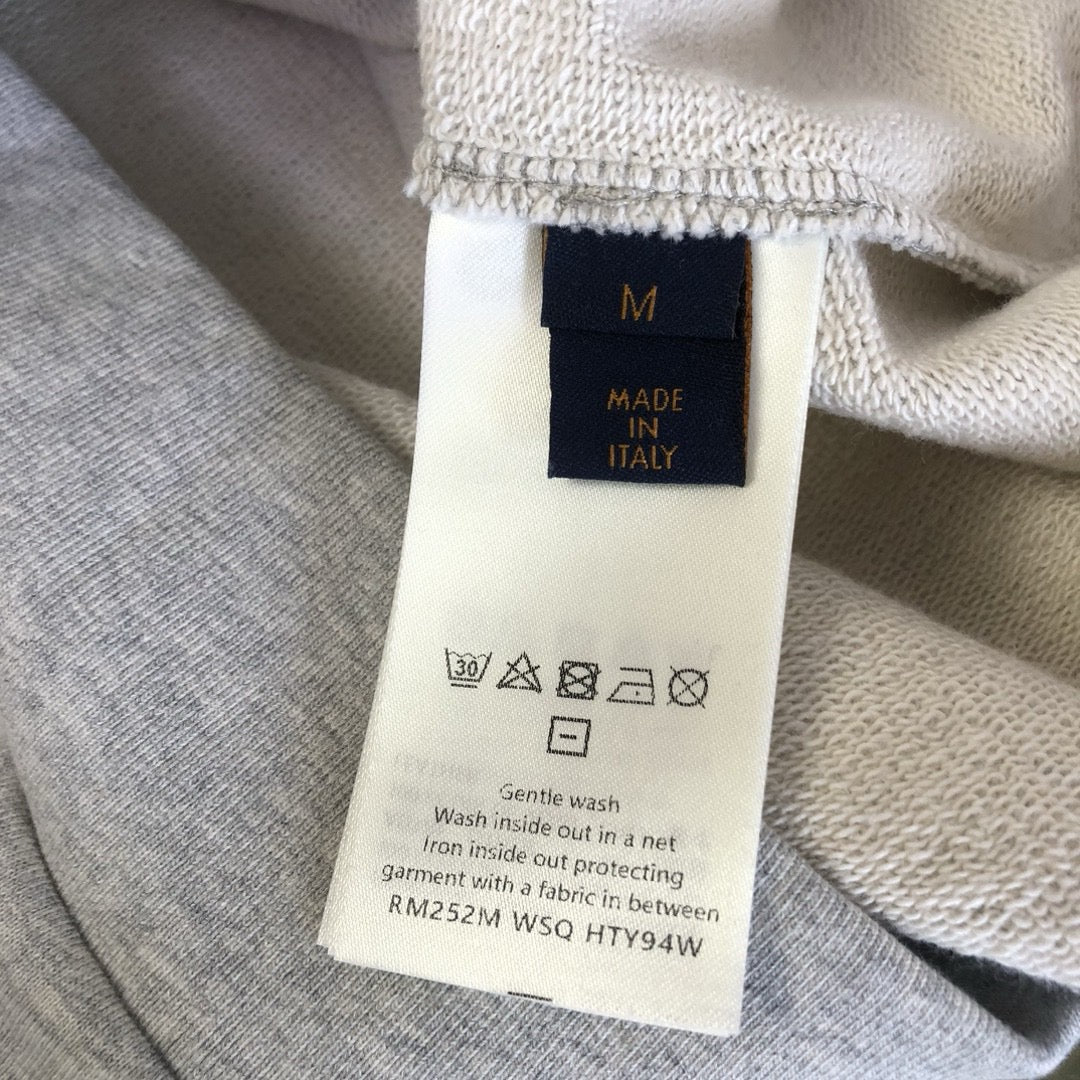 M
MADE
IN
ITALY
30
Gentle wash
Wash inside out in a net
Iron inside out protecting
garment with a fabric in between
RM252M WSQ HTY94W